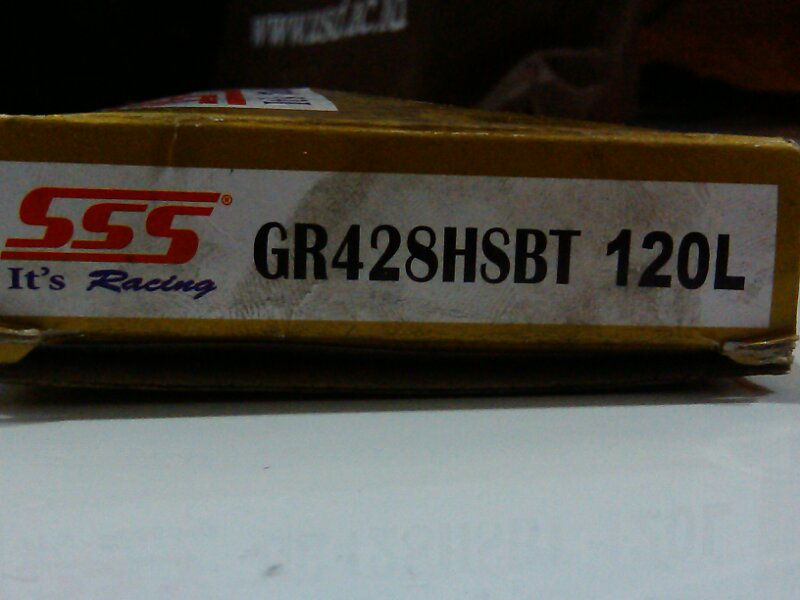 SSS®
It's Racing
GR428HSBT 120L